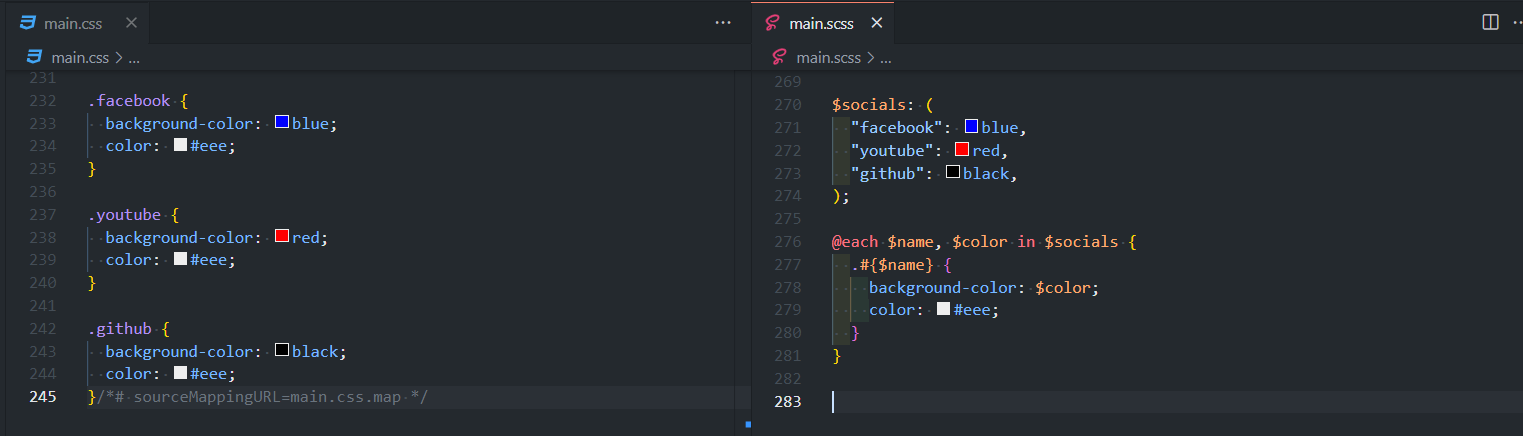 main.css
main.css > ...
231
232 .facebook {
233 background-color: blue;
234 color: #eee;
235 }
236
237 .youtube {
238 background-color: red;
239 color: #eee;
240 }
241
242 .github {
243 background-color: black;
244 color: #eee;
245 }/*# sourceMappingURL=main.css.map */
main.scss
main.scss > ...
269
270 $socials: (
271 "facebook": blue,
272 "youtube": red,
273 "github": black,
274 );
275
276 @each $name, $color in $socials {
277 .#{$name} {
278 background-color: $color;
279 color: #eee;
280 }
281 }
282
283